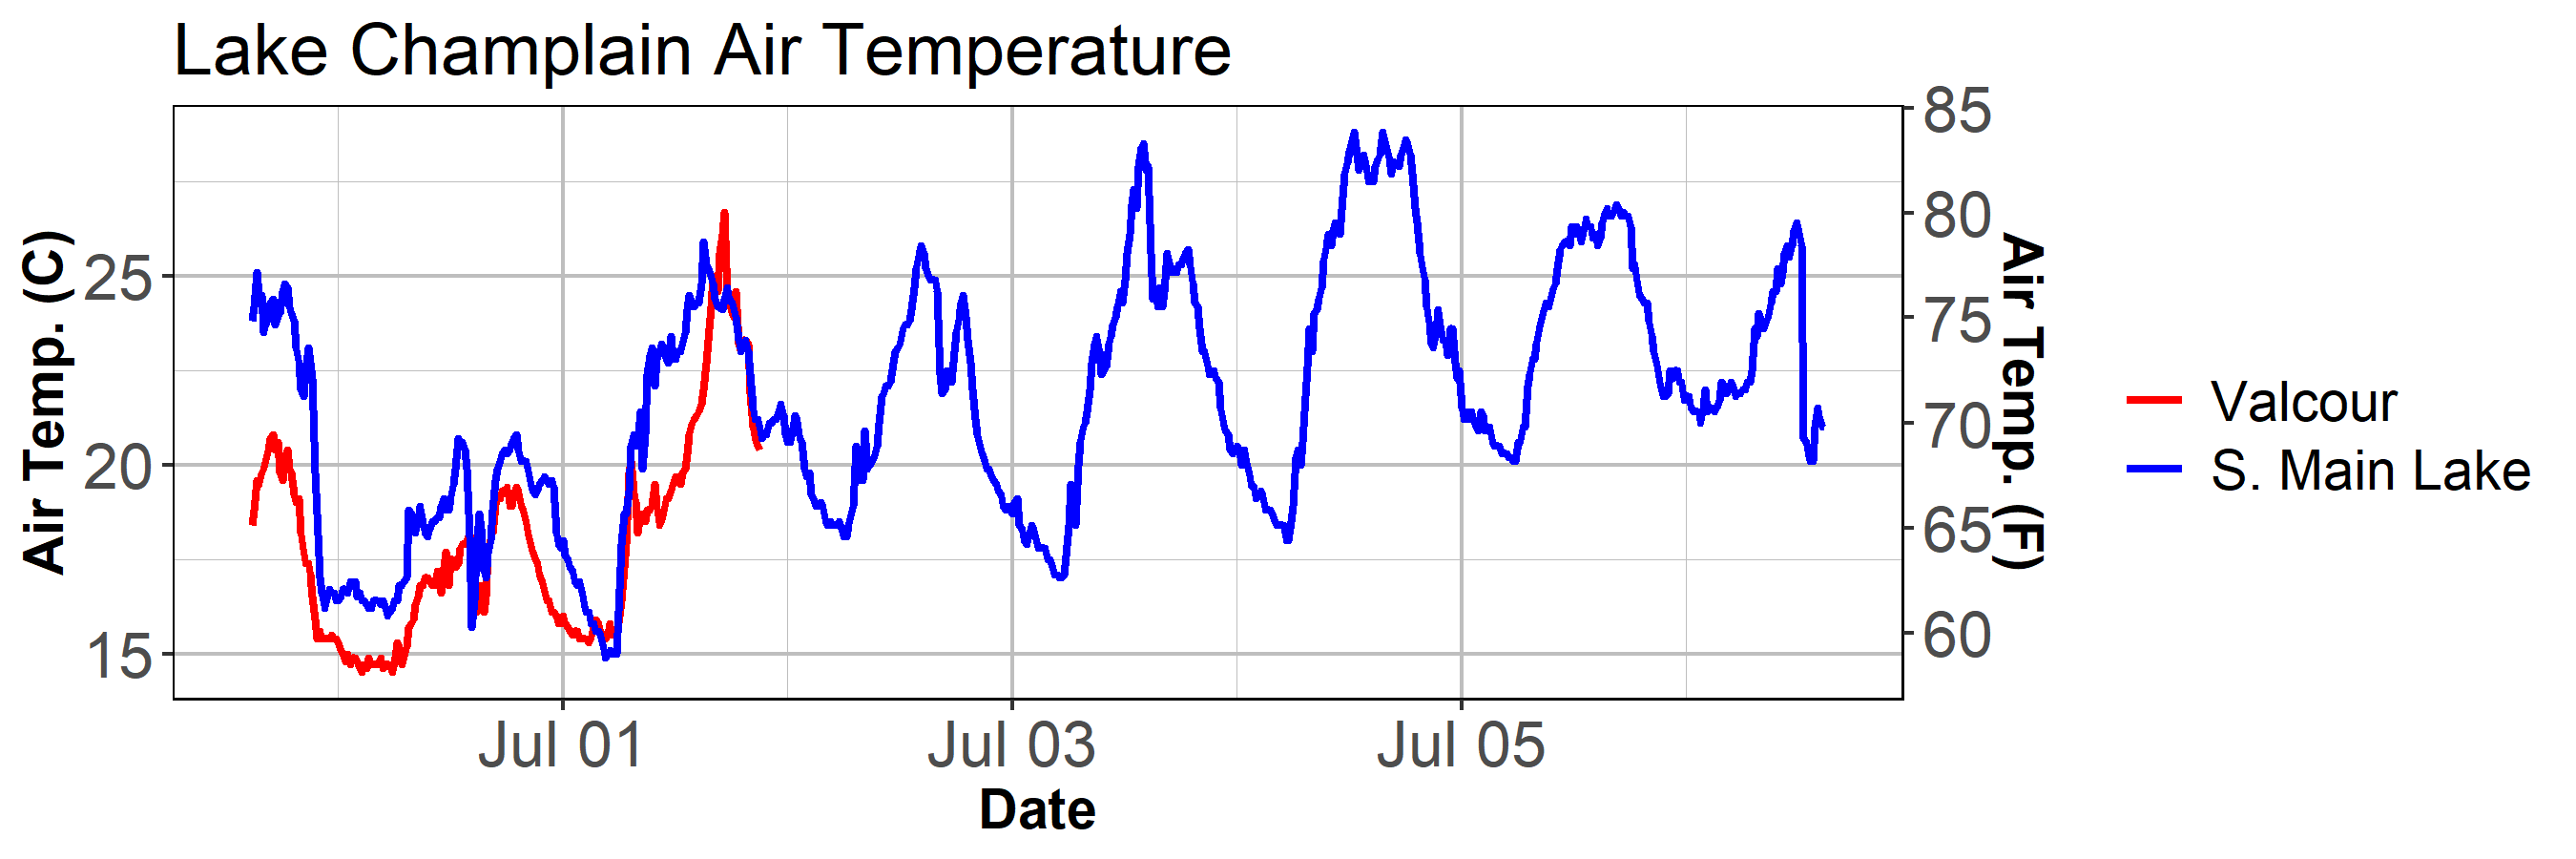 Lake Champlain Air Temperature
Air Temp. (C)
25
20
15
85
80
75
70
65
60
Air Temp. (F)
Jul 01 Jul 03 Jul 05
Date
Valcour
S. Main Lake